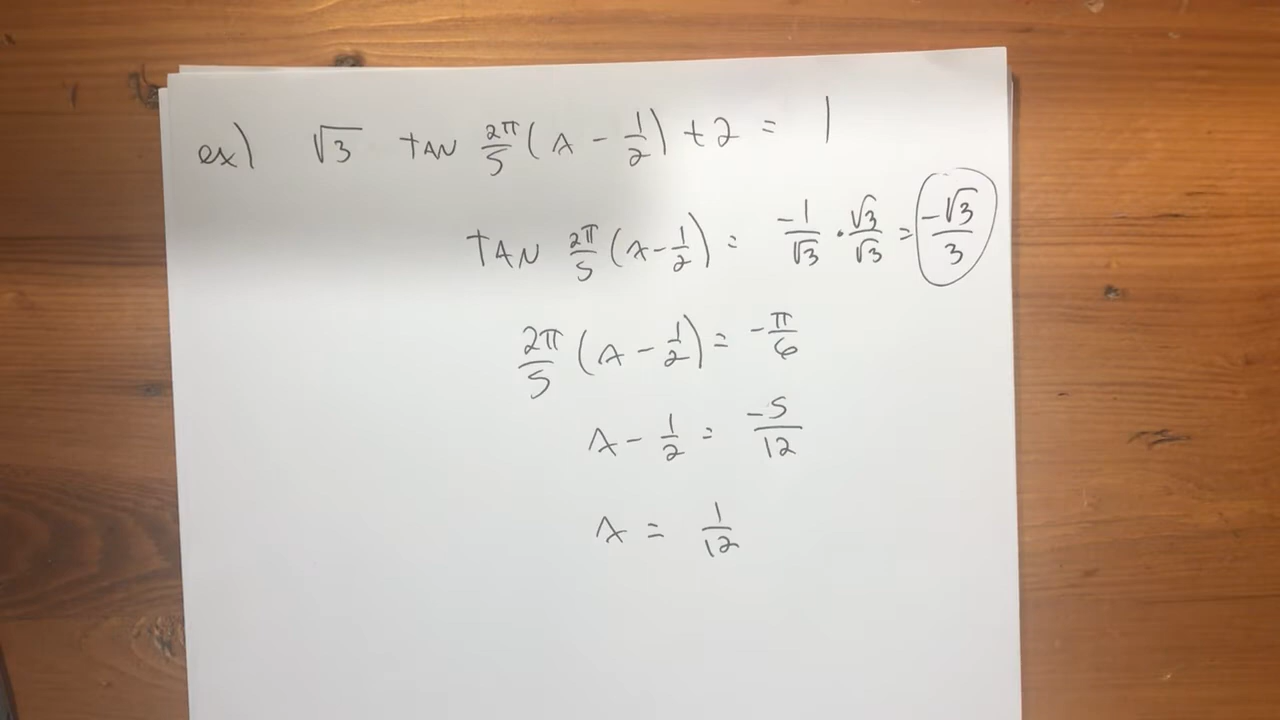 ex) √3 TAN 2π/5 (A - 1/2) + 2 = 1
TAN 2π/5 (A - 1/2) = -1/√3 · √3/√3 = -√3/3
2π/5 (A - 1/2) = -π/6
A - 1/2 = -5/12
A = 1/12